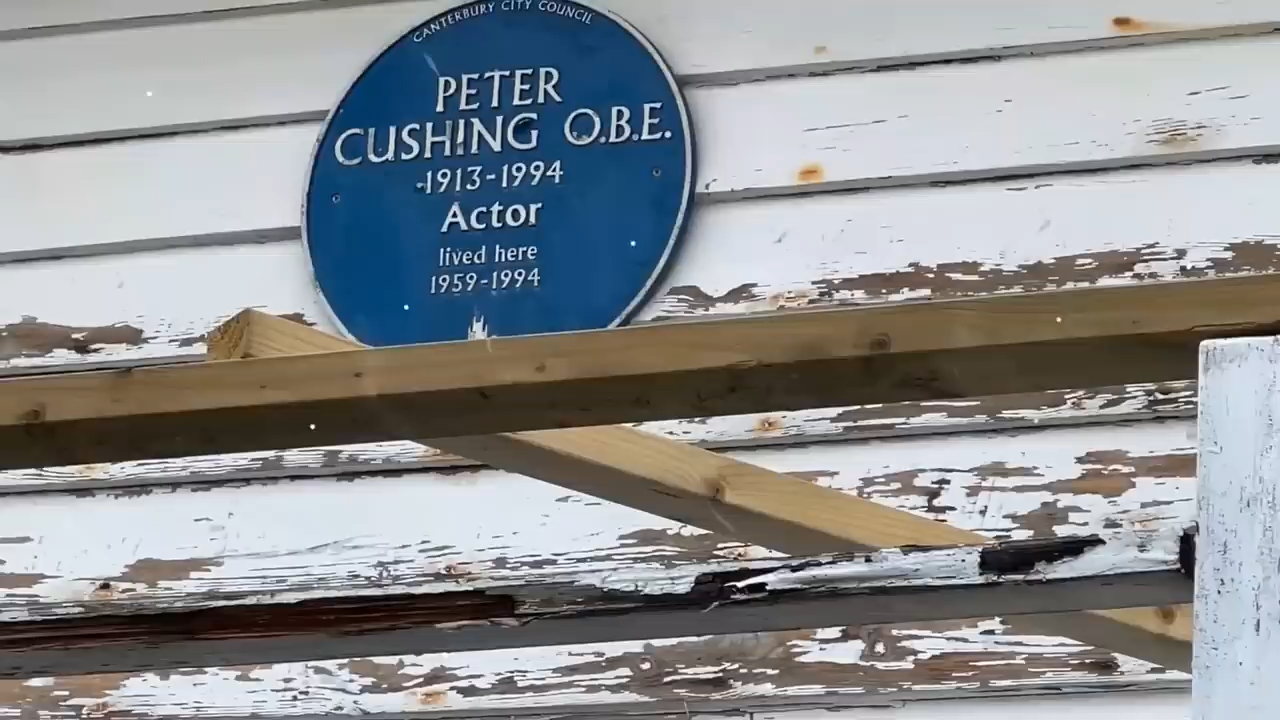 CANTERBURY CITY COUNCIL
PETER
CUSHING O.B.E.
1913-1994
Actor
lived here
1959-1994